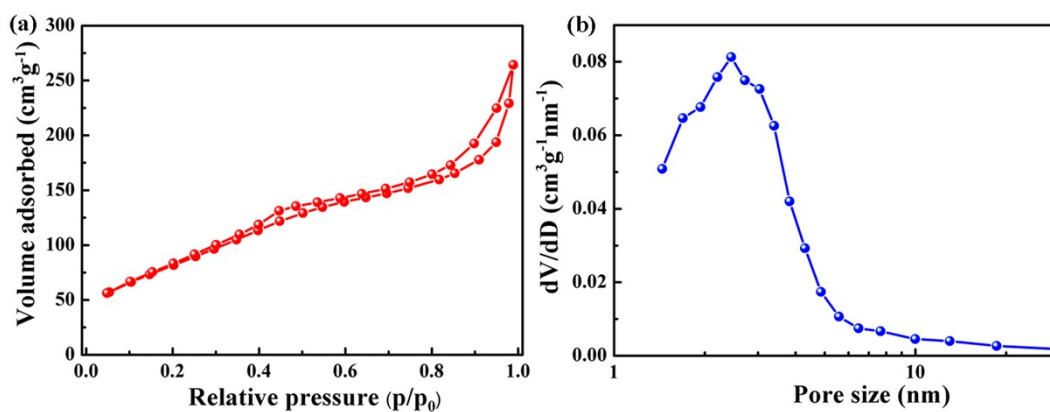 (a)
300
250
200
150
100
50
0
Volume adsorbed (cm³g⁻¹)
0.0 0.2 0.4 0.6 0.8 1.0
Relative pressure (p/p₀)
(b)
0.08
0.06
0.04
0.02
0.00
dV/dD (cm³g⁻¹nm⁻¹)
1 10
Pore size (nm)